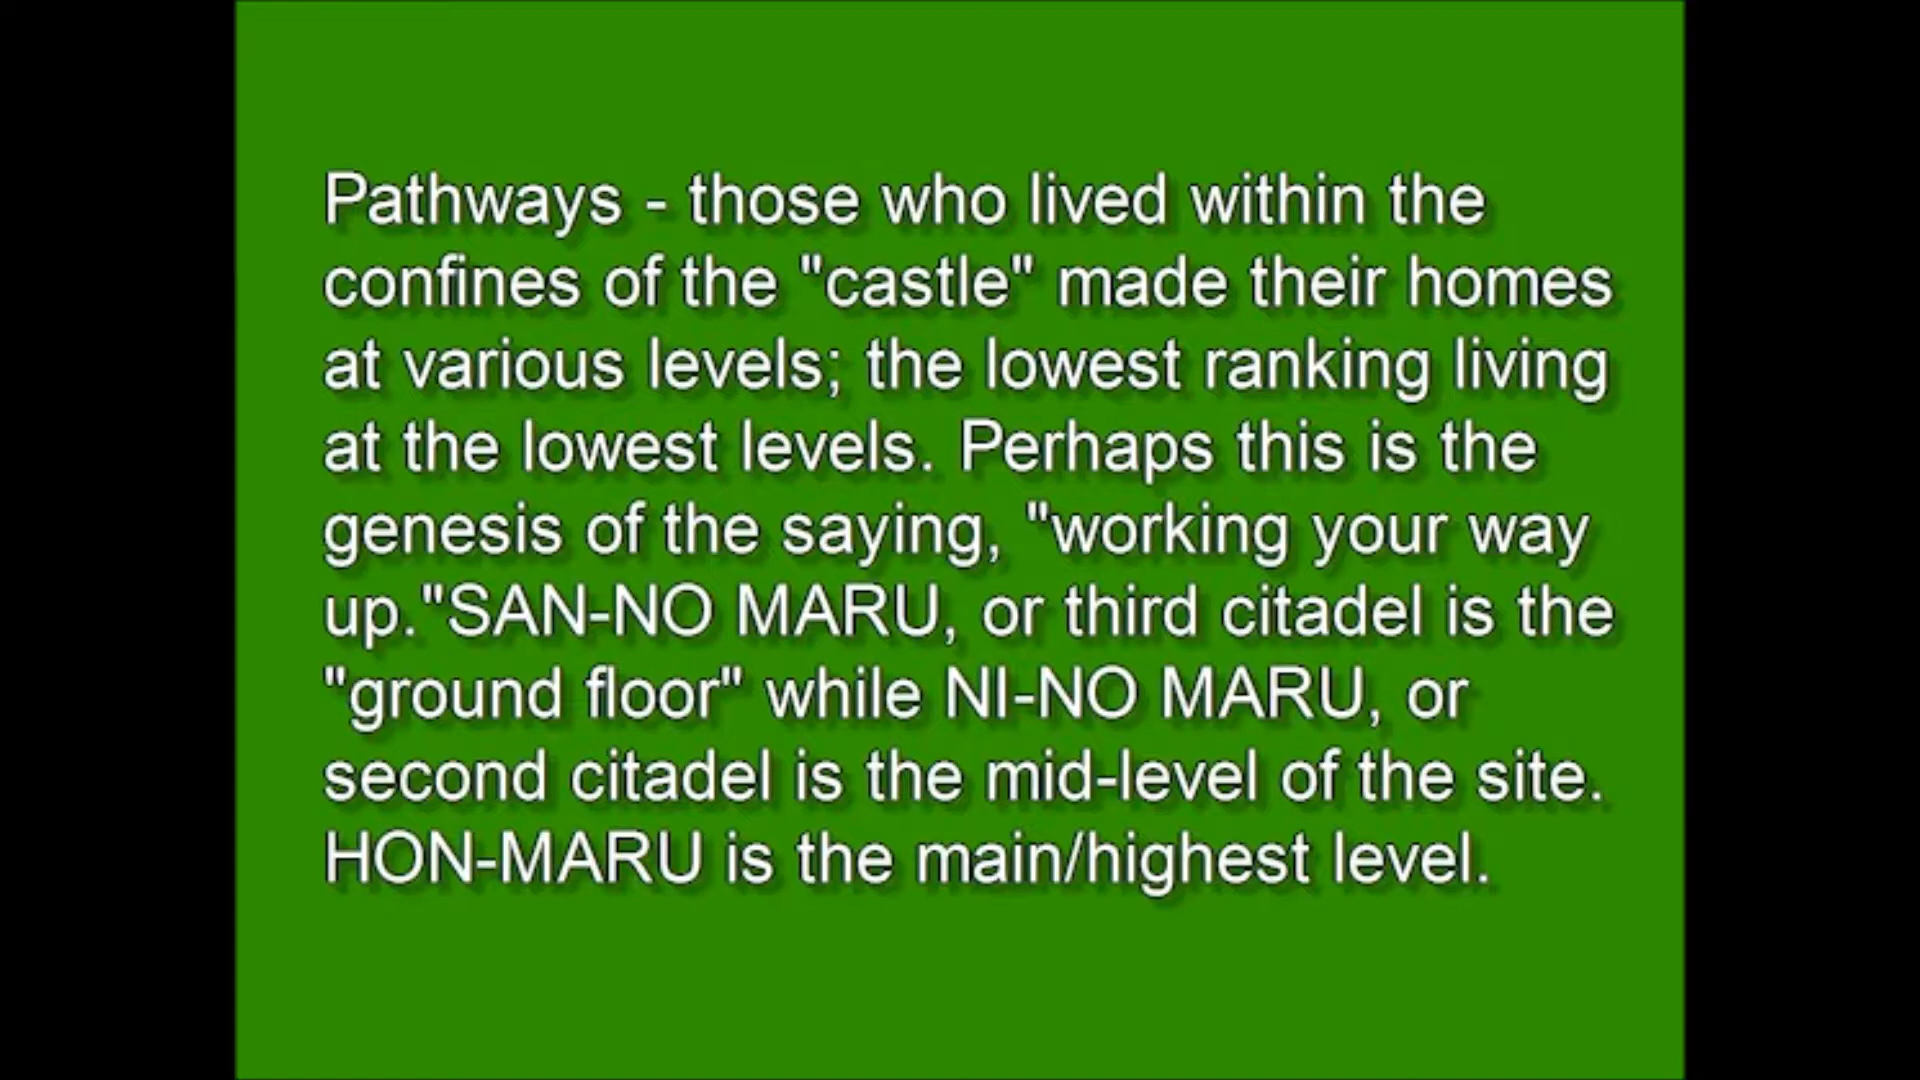 Pathways - those who lived within the
confines of the "castle" made their homes
at various levels; the lowest ranking living
at the lowest levels. Perhaps this is the
genesis of the saying, "working your way
up."SAN-NO MARU, or third citadel is the
"ground floor" while NI-NO MARU, or
second citadel is the mid-level of the site.
HON-MARU is the main/highest level.